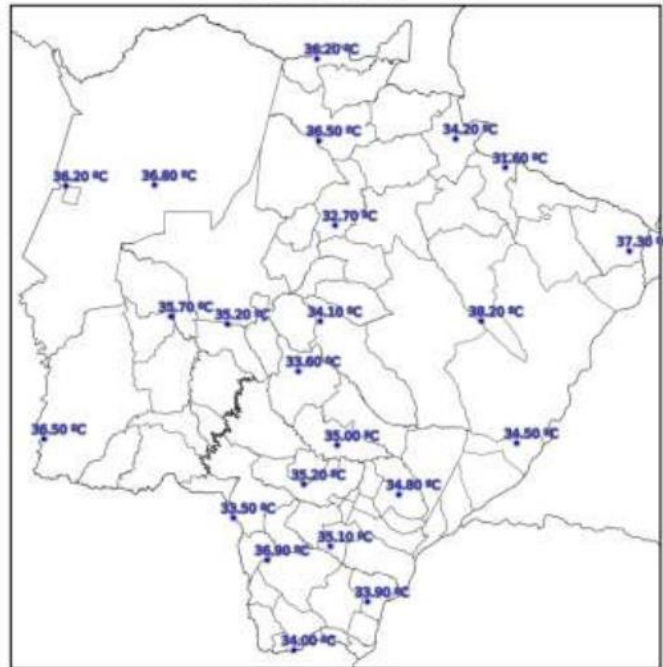 36.20 ºC
36.50 ºC
34.20 ºC
31.60 ºC
36.20 ºC
36.80 ºC
32.70 ºC
37.30 º
35.70 ºC
35.20 ºC
34.10 ºC
38.20 ºC
33.60 ºC
36.50 ºC
35.00 ºC
34.50 ºC
35.20 ºC
34.80 ºC
33.50 ºC
35.10 ºC
36.90 ºC
33.90 ºC
34.00 ºC